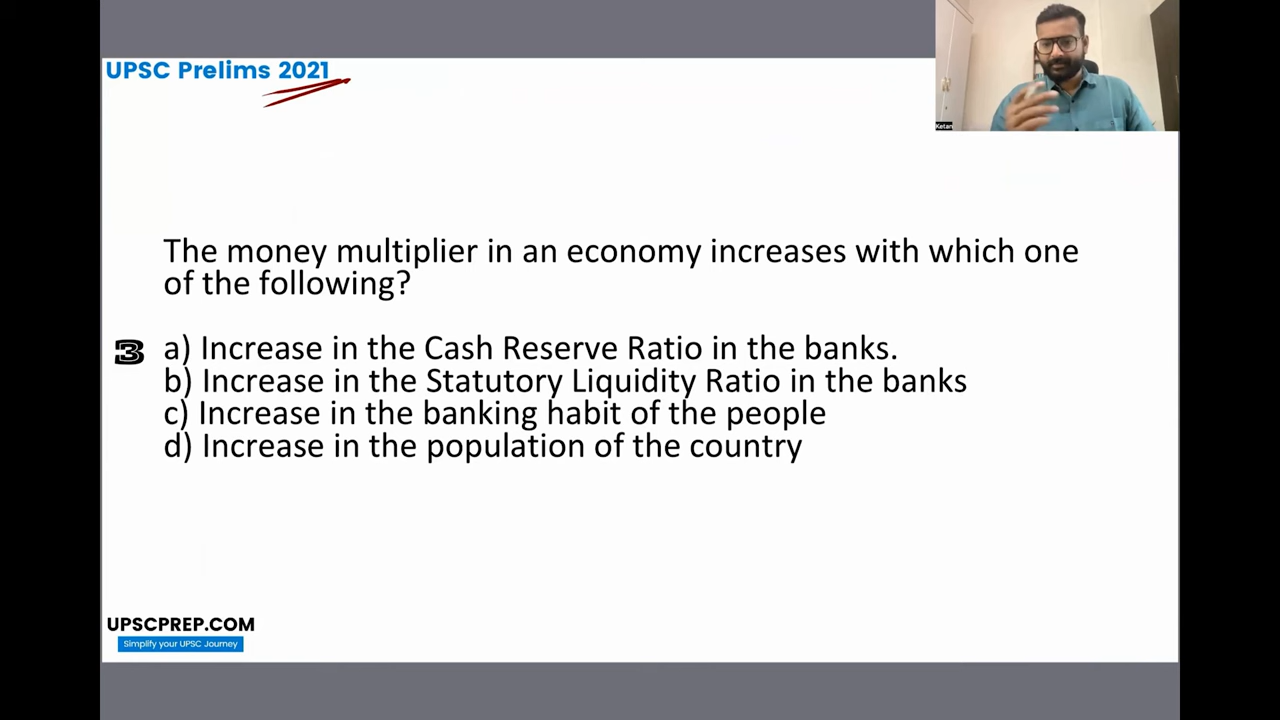 UPSC Prelims 2021
Ketan
The money multiplier in an economy increases with which one
of the following?
3
a) Increase in the Cash Reserve Ratio in the banks.
b) Increase in the Statutory Liquidity Ratio in the banks
c) Increase in the banking habit of the people
d) Increase in the population of the country
UPSCPREP.COM
Simplify your UPSC Journey